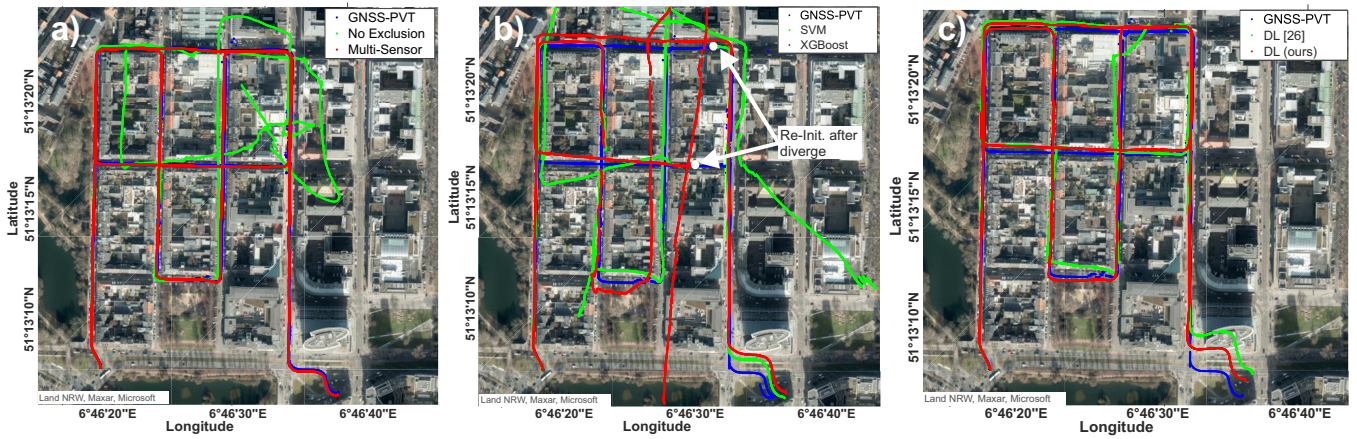 a)
GNSS-PVT
No Exclusion
Multi-Sensor
51°13'20"N
51°13'15"N
51°13'10"N
Latitude
Land NRW, Maxar, Microsoft
6°46'20"E 6°46'30"E 6°46'40"E
Longitude
b)
GNSS-PVT
SVM
XGBoost
Re-Init. after
diverge
51°13'20"N
51°13'15"N
51°13'10"N
Latitude
Land NRW, Maxar, Microsoft
6°46'20"E 6°46'30"E 6°46'40"E
Longitude
c)
GNSS-PVT
DL [26]
DL (ours)
51°13'20"N
51°13'15"N
51°13'10"N
Latitude
Land NRW, Maxar, Microsoft
6°46'20"E 6°46'30"E 6°46'40"E
Longitude